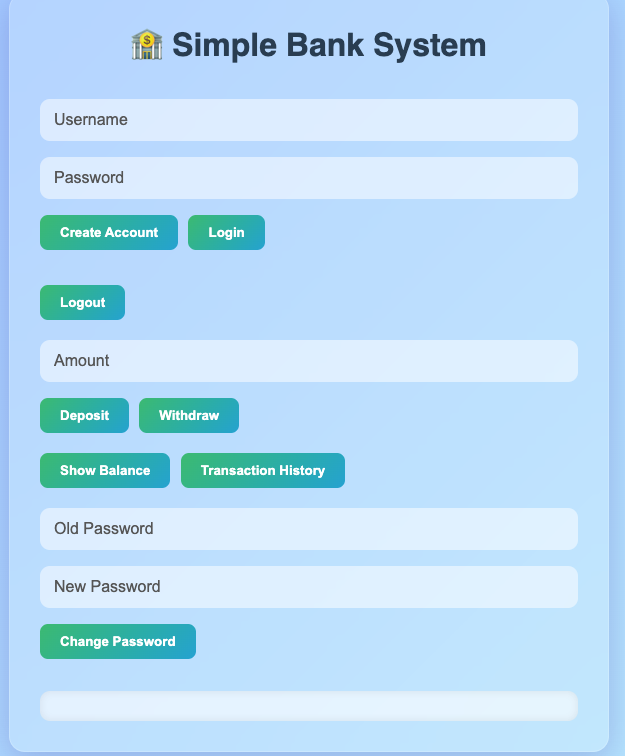 Simple Bank System
Username
Password
Create Account Login
Logout
Amount
Deposit Withdraw
Show Balance Transaction History
Old Password
New Password
Change Password